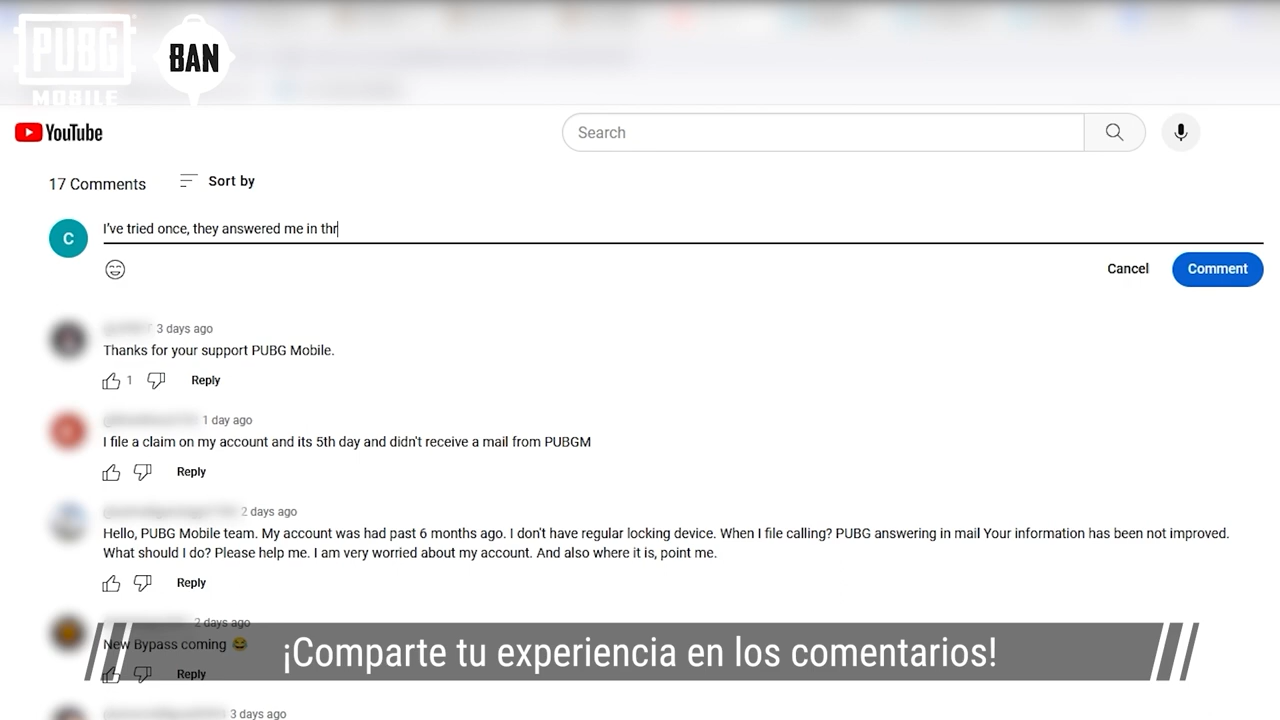 PUBG
MOBILE
BAN
YouTube
Search
17 Comments
Sort by
C
I've tried once, they answered me in thr
Cancel
Comment
3 days ago
Thanks for your support PUBG Mobile.
1
Reply
1 day ago
I file a claim on my account and its 5th day and didn't receive a mail from PUBGM
Reply
2 days ago
Hello, PUBG Mobile team. My account was had past 6 months ago. I don't have regular locking device. When I file calling? PUBG answering in mail Your information has been not improved.
What should I do? Please help me. I am very worried about my account. And also where it is, point me.
Reply
2 days ago
New Bypass coming 😂
Reply
¡Comparte tu experiencia en los comentarios!
3 days ago